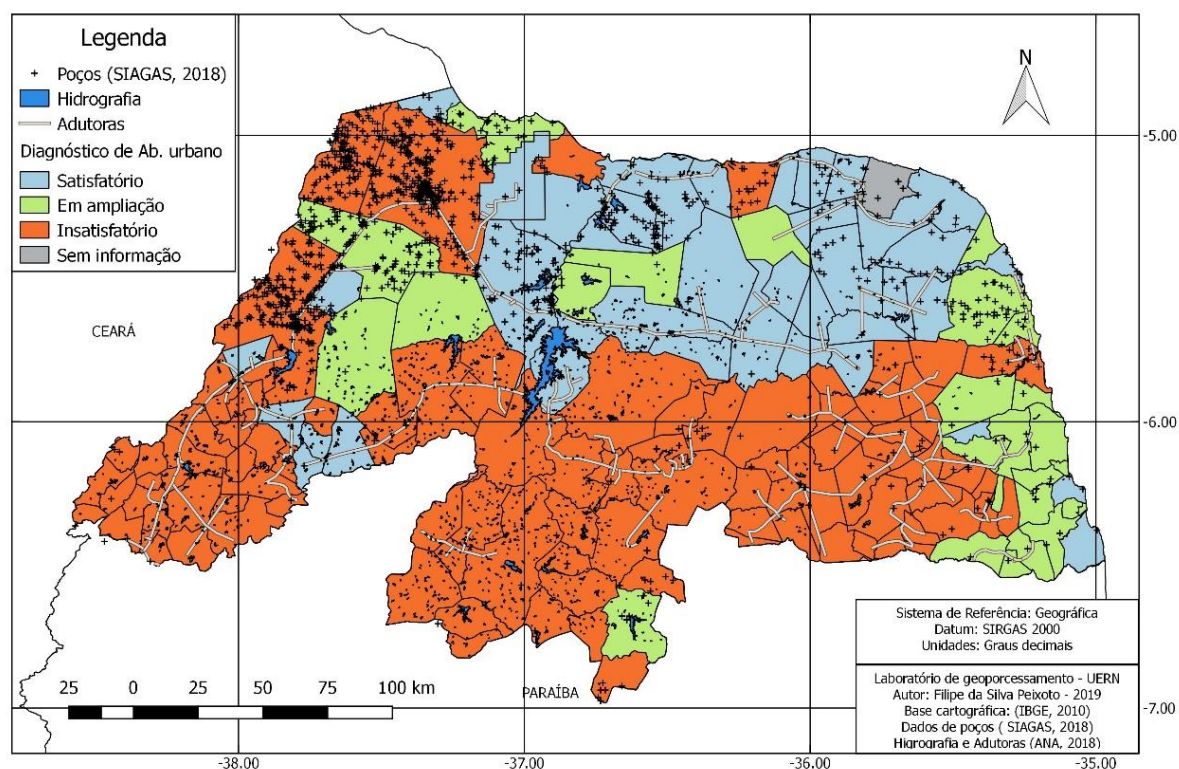 Legenda
Poços (SIAGAS, 2018)
Hidrografia
Adutoras
Diagnóstico de Ab. urbano
Satisfatório
Em ampliação
Insatisfatório
Sem informação
N
-5.00
CEARÁ
-6.00
Sistema de Referência: Geográfica
Datum: SIRGAS 2000
Unidades: Graus decimais
Laboratório de geoporcessamento - UERN
Autor: Filipe da Silva Peixoto - 2019
Base cartográfica: (IBGE, 2010)
Dados de poços ( SIAGAS, 2018)
Higrografia e Adutoras (ANA, 2018)
25 0 25 50 75 100 km
PARAÍBA
-7.00
-38.00 -37.00 -36.00 -35.00